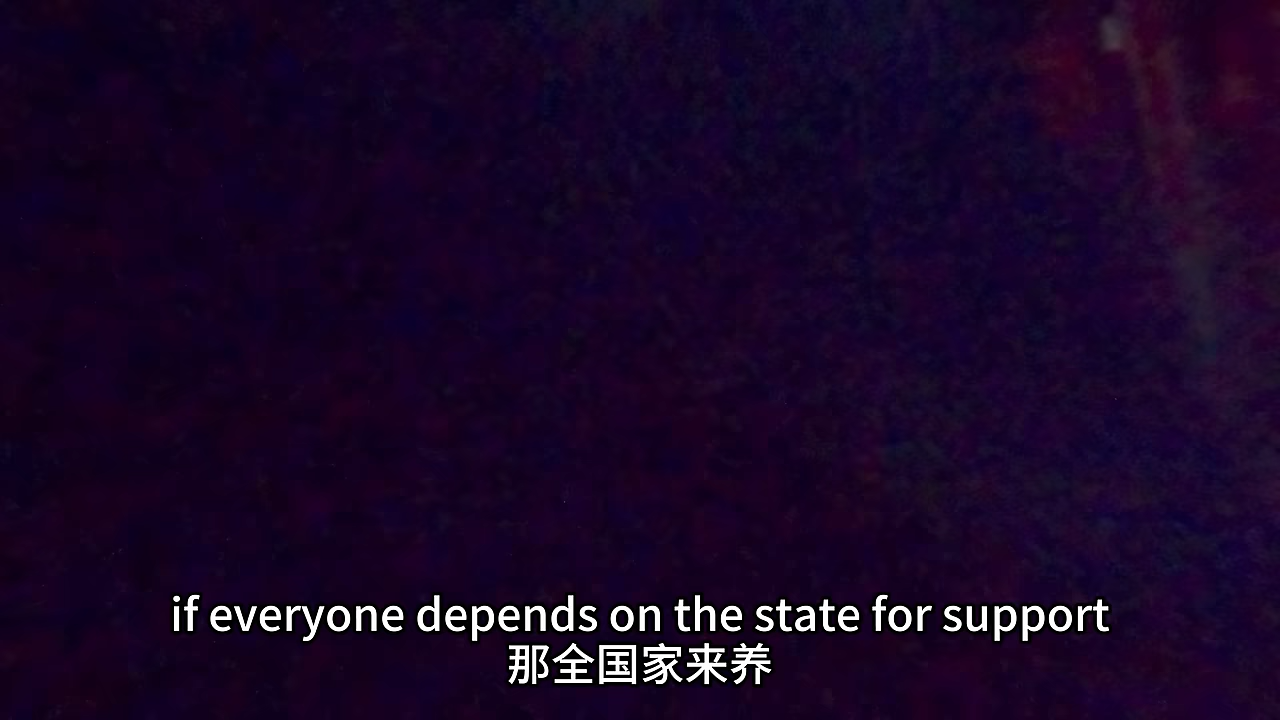 if everyone depends on the state for support
那全国家来养